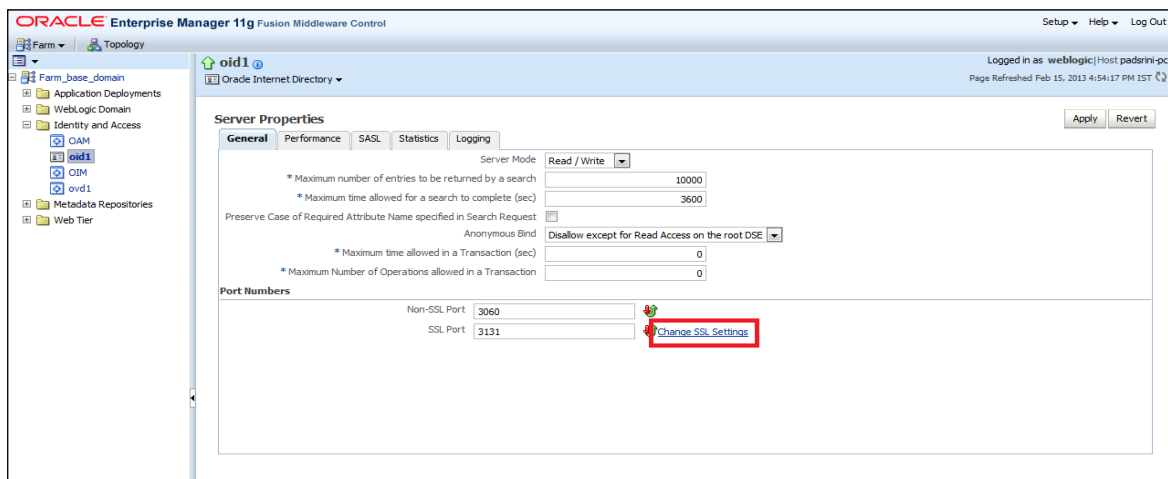 ORACLE Enterprise Manager 11g Fusion Middleware Control
Setup Help Log Out
Farm Topology
Farm_base_domain
Application Deployments
WebLogic Domain
Identity and Access
OAM
oid1
OIM
ovd1
Metadata Repositories
Web Tier
oid1
Logged in as weblogic|Host padsrini-pc
Oracle Internet Directory
Page Refreshed Feb 15, 2013 4:54:17 PM IST
Server Properties
Apply Revert
General Performance SASL Statistics Logging
Server Mode Read / Write
* Maximum number of entries to be returned by a search 10000
* Maximum time allowed for a search to complete (sec) 3600
Preserve Case of Required Attribute Name specified in Search Request
Anonymous Bind Disallow except for Read Access on the root DSE
* Maximum time allowed in a Transaction (sec) 0
* Maximum Number of Operations allowed in a Transaction 0
Port Numbers
Non-SSL Port 3060
SSL Port 3131 Change SSL Settings